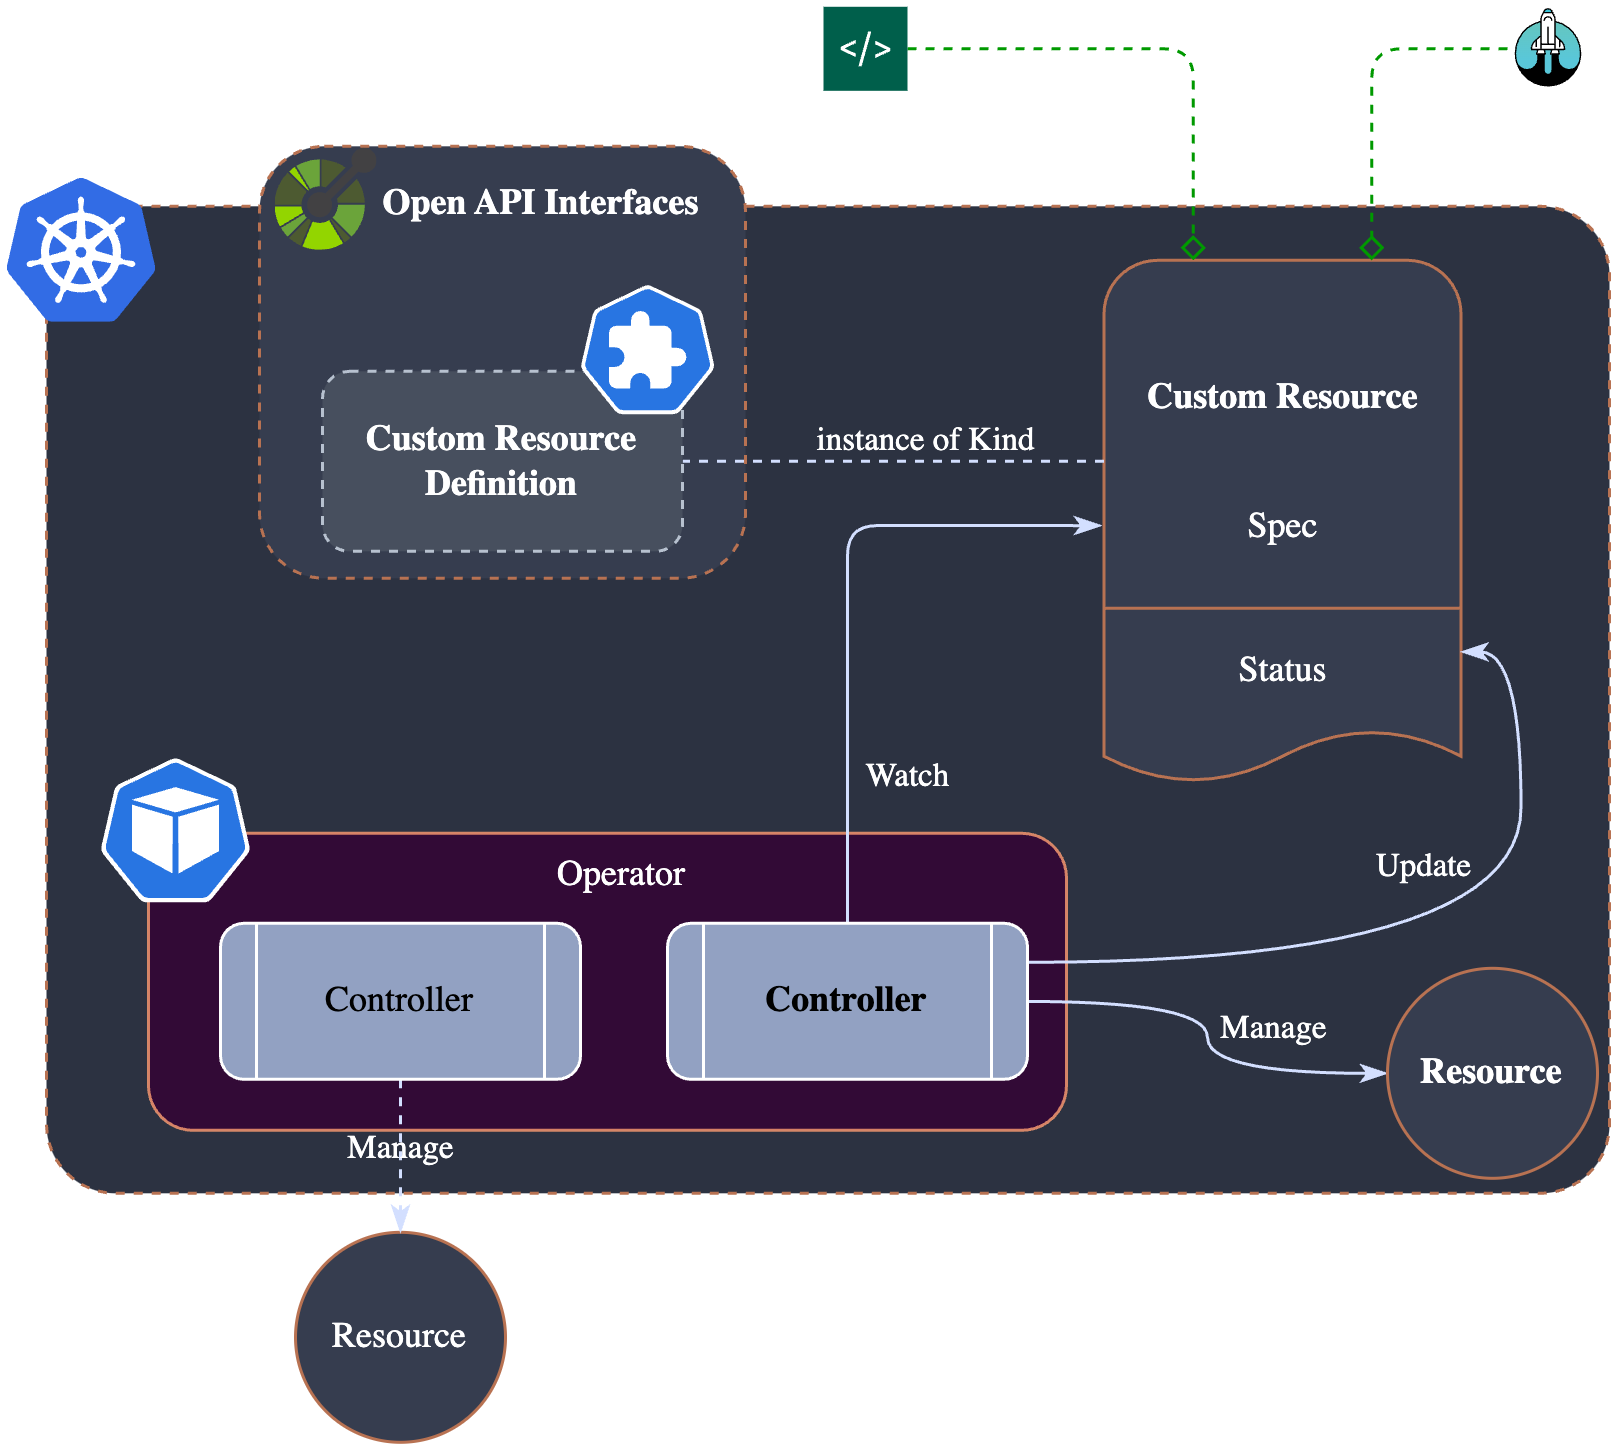 </>
Open API Interfaces
Custom Resource
Definition
instance of Kind
Custom Resource
Spec
Status
Watch
Update
Operator
Controller
Controller
Manage
Resource
Manage
Resource